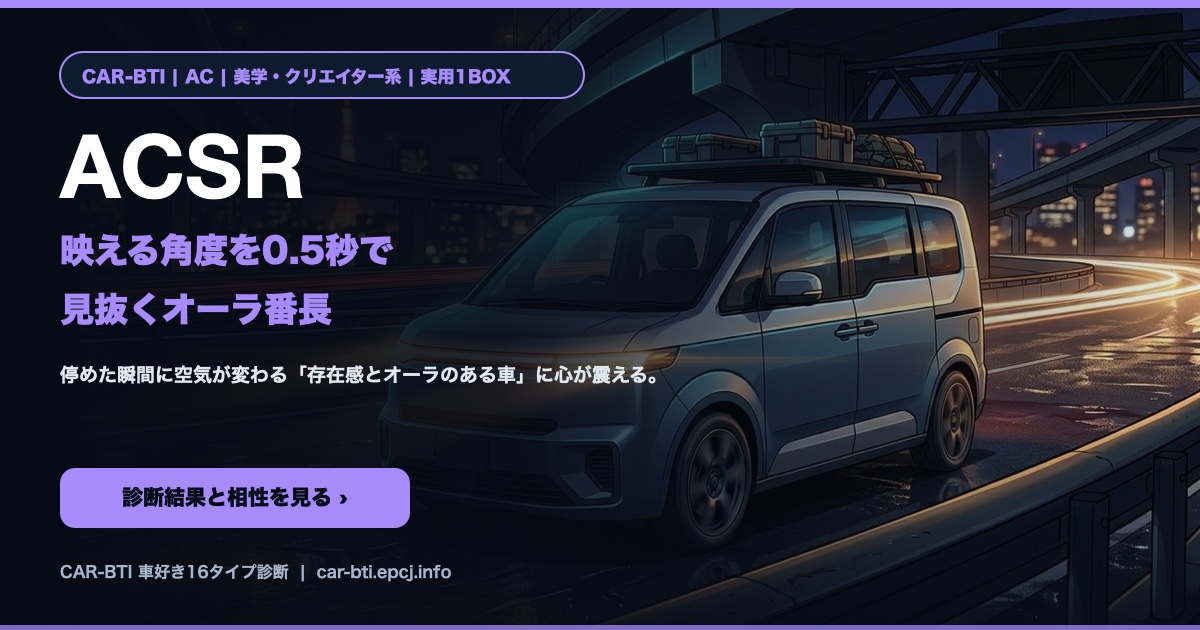 CAR-BTI | AC | 美学・クリエイター系 | 実用1BOX
ACSR
映える角度を0.5秒で
見抜くオーラ番長
停めた瞬間に空気が変わる「存在感とオーラのある車」に心が震える。
診断結果と相性を見る ›
CAR-BTI 車好き16タイプ診断 | car-bti.epcj.info